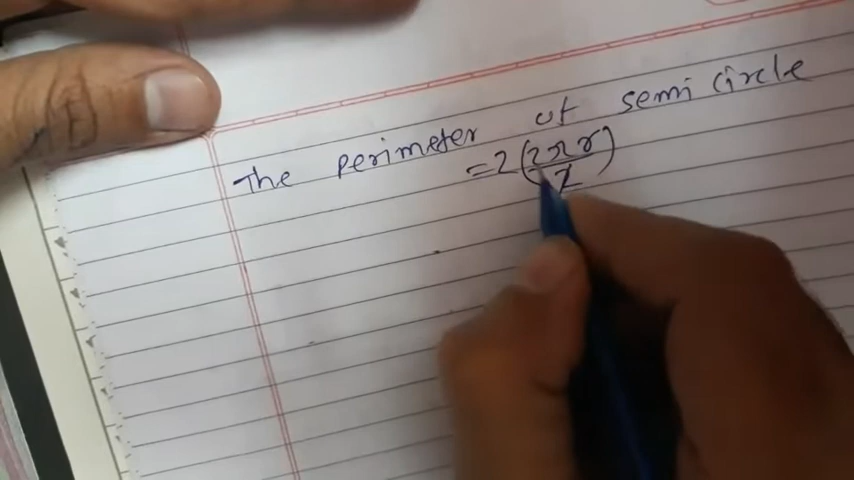 The perimeter of semi circle
= 2 (2πr/2)